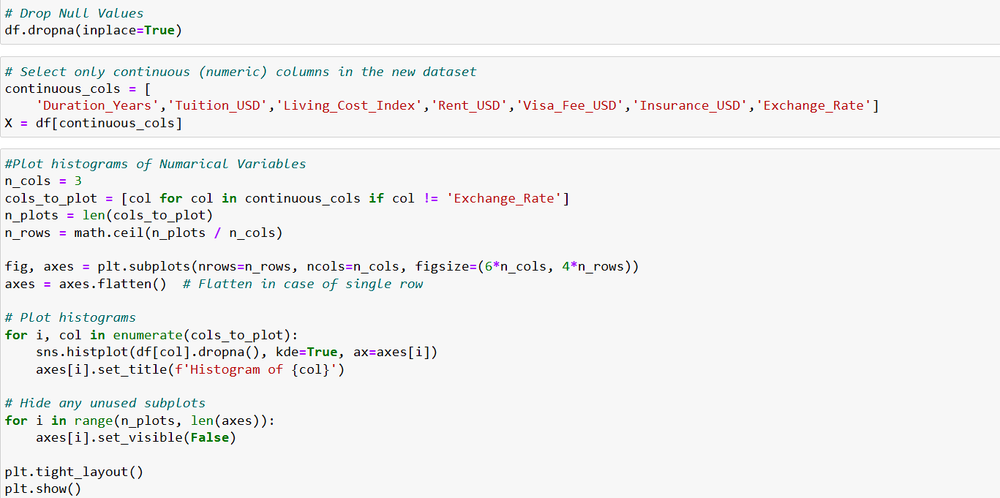 # Drop Null Values
df.dropna(inplace=True)
# Select only continuous (numeric) columns in the new dataset
continuous_cols = [
    'Duration_Years','Tuition_USD','Living_Cost_Index','Rent_USD','Visa_Fee_USD','Insurance_USD','Exchange_Rate']
X = df[continuous_cols]
#Plot histograms of Numarical Variables
n_cols = 3
cols_to_plot = [col for col in continuous_cols if col != 'Exchange_Rate']
n_plots = len(cols_to_plot)
n_rows = math.ceil(n_plots / n_cols)
fig, axes = plt.subplots(nrows=n_rows, ncols=n_cols, figsize=(6*n_cols, 4*n_rows))
axes = axes.flatten()  # Flatten in case of single row
# Plot histograms
for i, col in enumerate(cols_to_plot):
    sns.histplot(df[col].dropna(), kde=True, ax=axes[i])
    axes[i].set_title(f'Histogram of {col}')
# Hide any unused subplots
for i in range(n_plots, len(axes)):
    axes[i].set_visible(False)
plt.tight_layout()
plt.show()